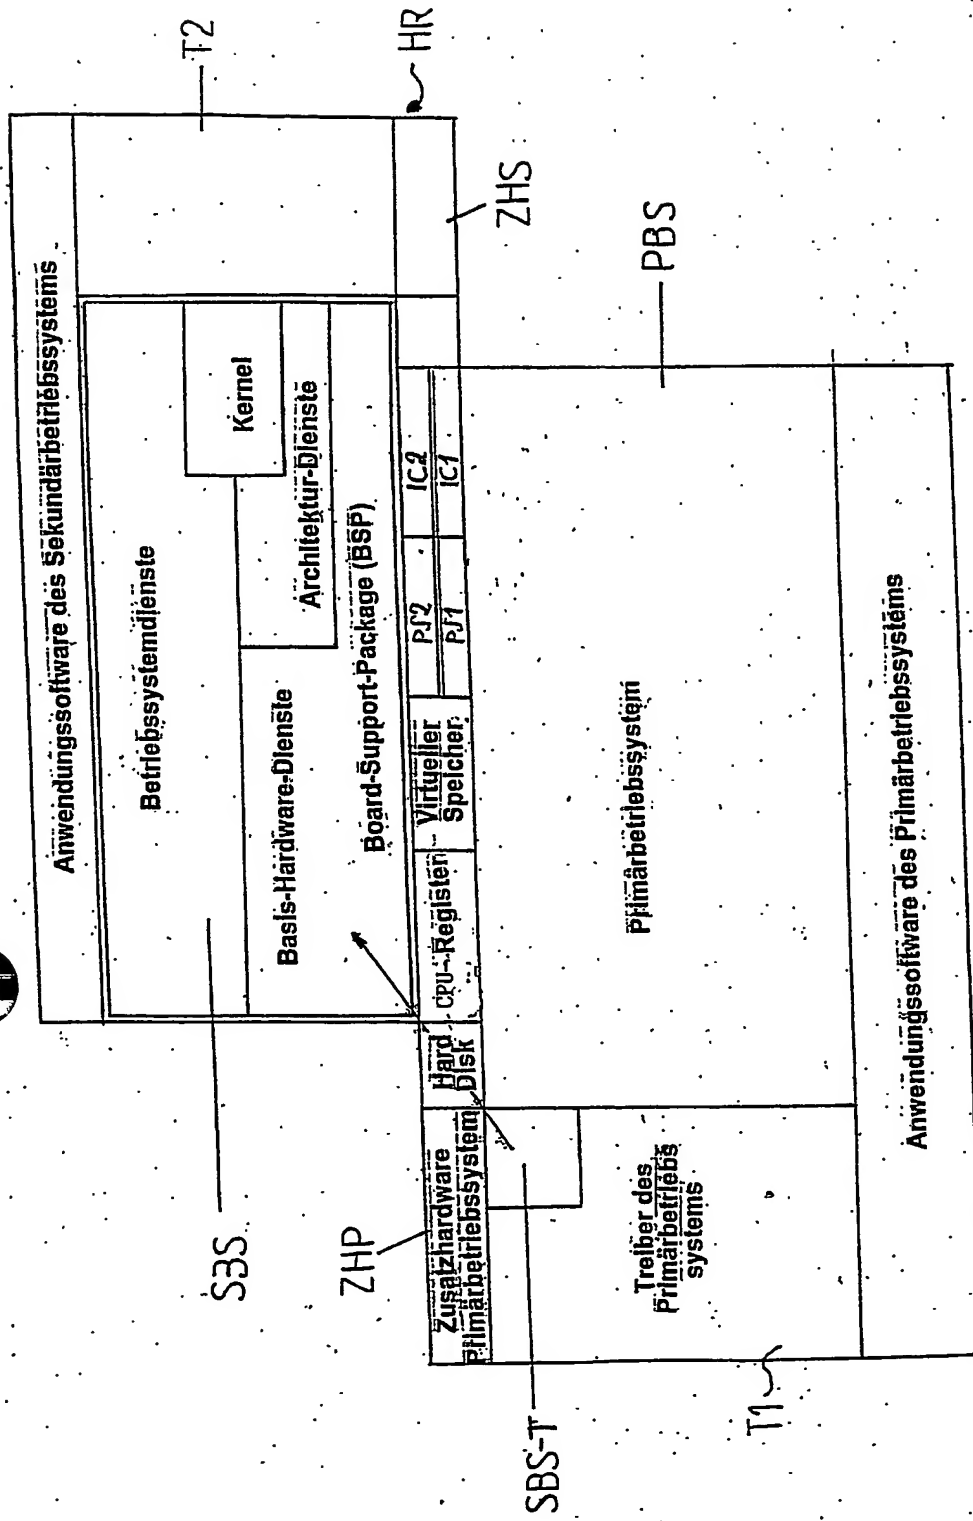 Anwendungssoftware des Sekundärbetriebssystems
T2
Betriebssystemdienste
SBS
Kernel
Basis-Hardware-Dienste
Architektur-Dienste
Board-Support-Package (BSP)
HR
ZHP
Zusatzhardware
Primärbetriebssystem
Hard
Disk
CPU-Register
Virtueller
Speicher
PJ2
IC2
PJ1
IC1
ZHS
SBS-T
Treiber des
Primärbetriebs
systems
Primärbetriebssystem
PBS
T1
Anwendungssoftware des Primärbetriebssystems